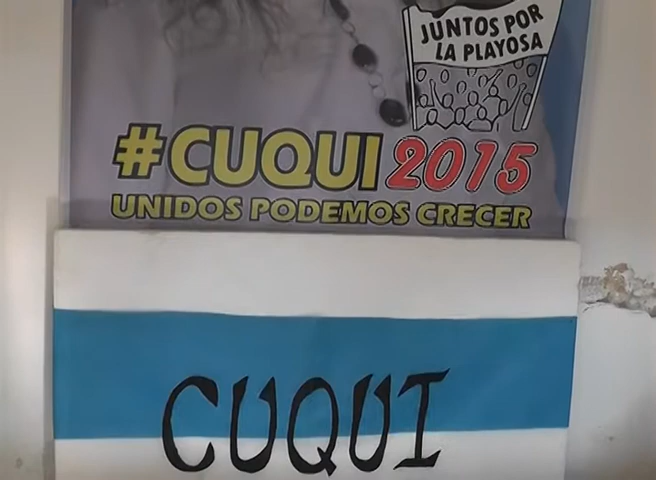 JUNTOS POR
LA PLAYOSA
#CUQUI 2015
UNIDOS PODEMOS CRECER
CUQUI